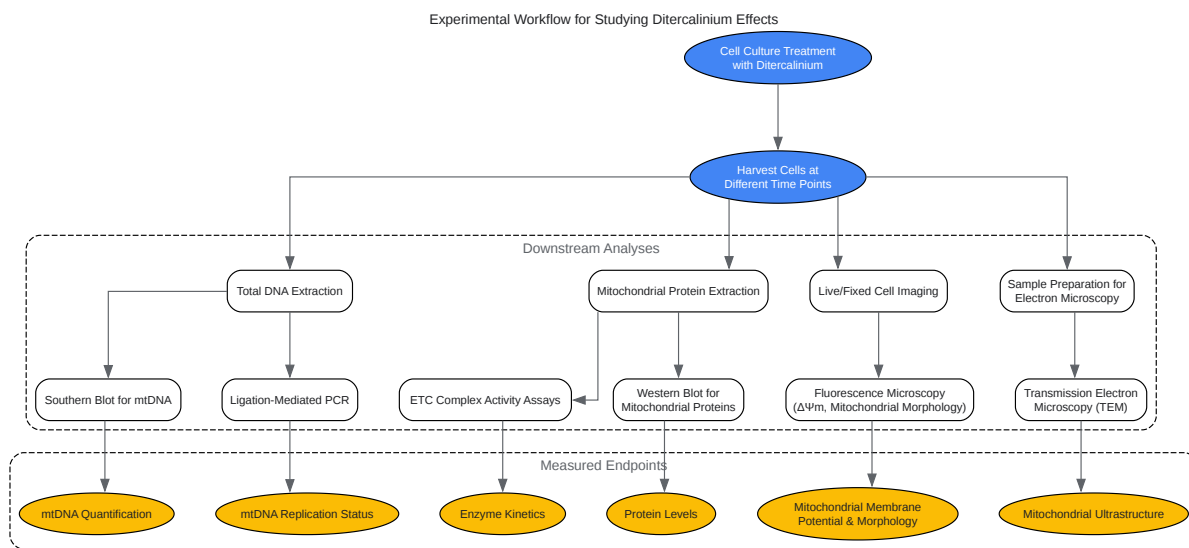 Experimental Workflow for Studying Ditercalinium Effects
Cell Culture Treatment
with Ditercalinium
Harvest Cells at
Different Time Points
Downstream Analyses
Total DNA Extraction
Mitochondrial Protein Extraction
Live/Fixed Cell Imaging
Sample Preparation for
Electron Microscopy
Southern Blot for mtDNA
Ligation-Mediated PCR
ETC Complex Activity Assays
Western Blot for
Mitochondrial Proteins
Fluorescence Microscopy
(ΔΨm, Mitochondrial Morphology)
Transmission Electron
Microscopy (TEM)
Measured Endpoints
mtDNA Quantification
mtDNA Replication Status
Enzyme Kinetics
Protein Levels
Mitochondrial Membrane
Potential & Morphology
Mitochondrial Ultrastructure